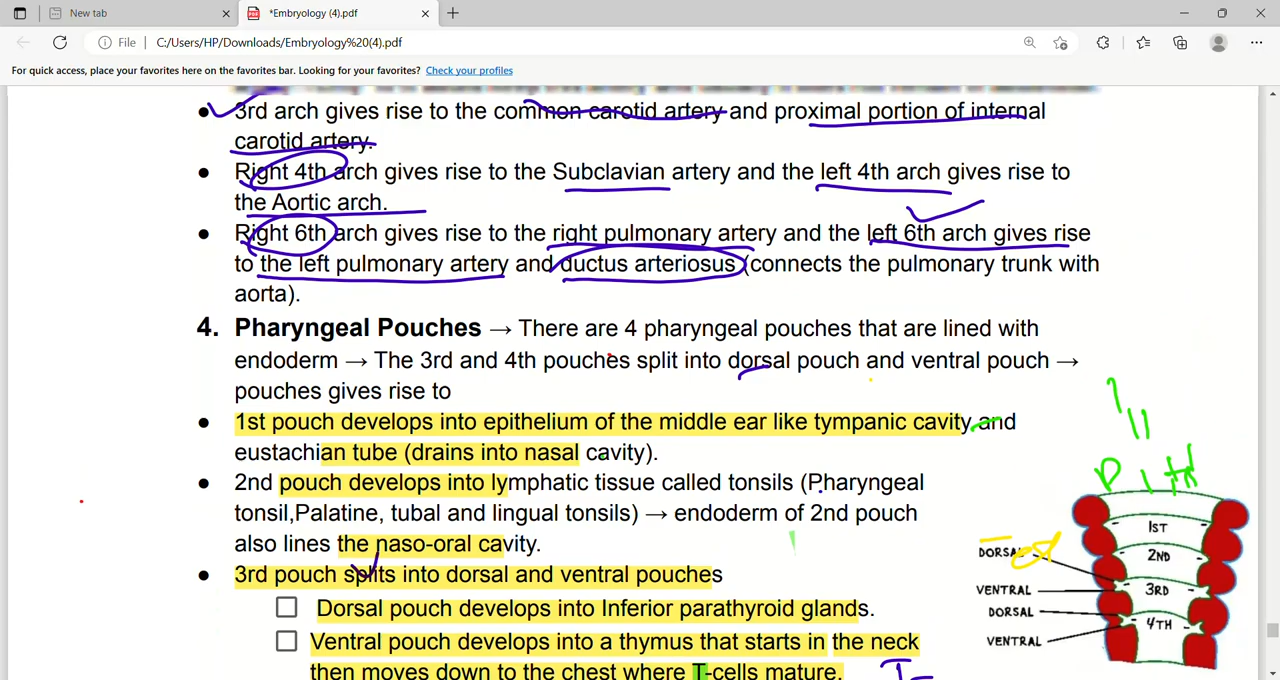 New tab
*Embryology (4).pdf
File
C:/Users/HP/Downloads/Embryology%20(4).pdf
For quick access, place your favorites here on the favorites bar. Looking for your favorites? Check your profiles
● 3rd arch gives rise to the common carotid artery and proximal portion of internal
carotid artery.
● Right 4th arch gives rise to the Subclavian artery and the left 4th arch gives rise to
the Aortic arch.
● Right 6th arch gives rise to the right pulmonary artery and the left 6th arch gives rise
to the left pulmonary artery and ductus arteriosus (connects the pulmonary trunk with
aorta).
4. Pharyngeal Pouches → There are 4 pharyngeal pouches that are lined with
endoderm → The 3rd and 4th pouches split into dorsal pouch and ventral pouch →
pouches gives rise to
● 1st pouch develops into epithelium of the middle ear like tympanic cavity and
eustachian tube (drains into nasal cavity).
● 2nd pouch develops into lymphatic tissue called tonsils (Pharyngeal
tonsil,Palatine, tubal and lingual tonsils) → endoderm of 2nd pouch
also lines the naso-oral cavity.
● 3rd pouch splits into dorsal and ventral pouches
Dorsal pouch develops into Inferior parathyroid glands.
Ventral pouch develops into a thymus that starts in the neck
then moves down to the chest where T-cells mature.
1ST
DORSAL
2ND
VENTRAL
3RD
DORSAL
4TH
VENTRAL